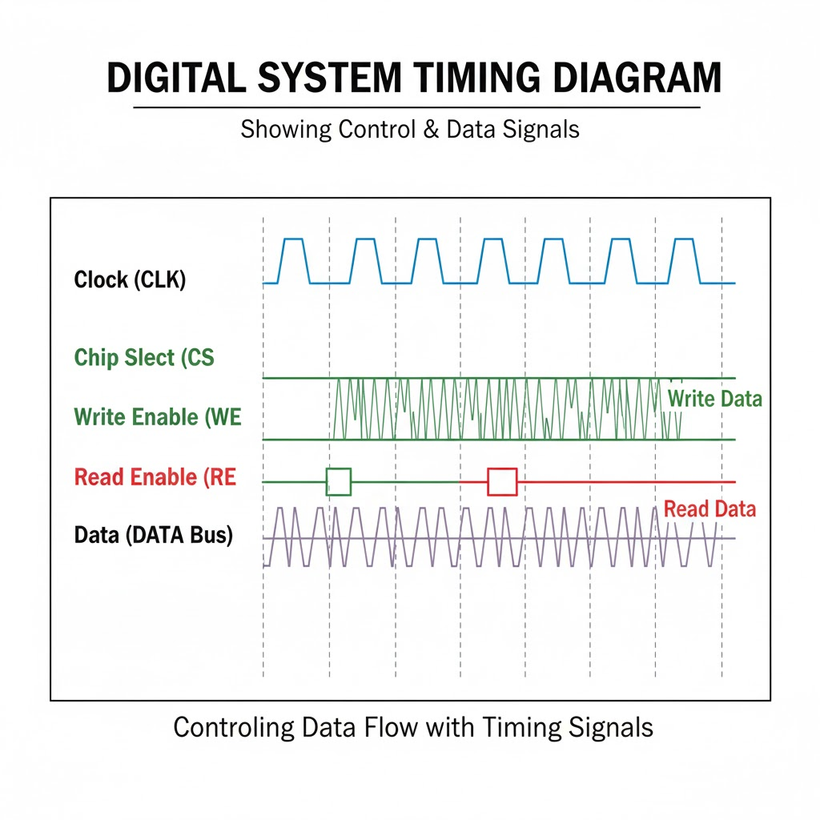 DIGITAL SYSTEM TIMING DIAGRAM
Showing Control & Data Signals
Clock (CLK)
Chip Slect (CS
Write Data
Write Enable (WE
Read Enable (RE
Read Data
Data (DATA Bus)
Controling Data Flow with Timing Signals